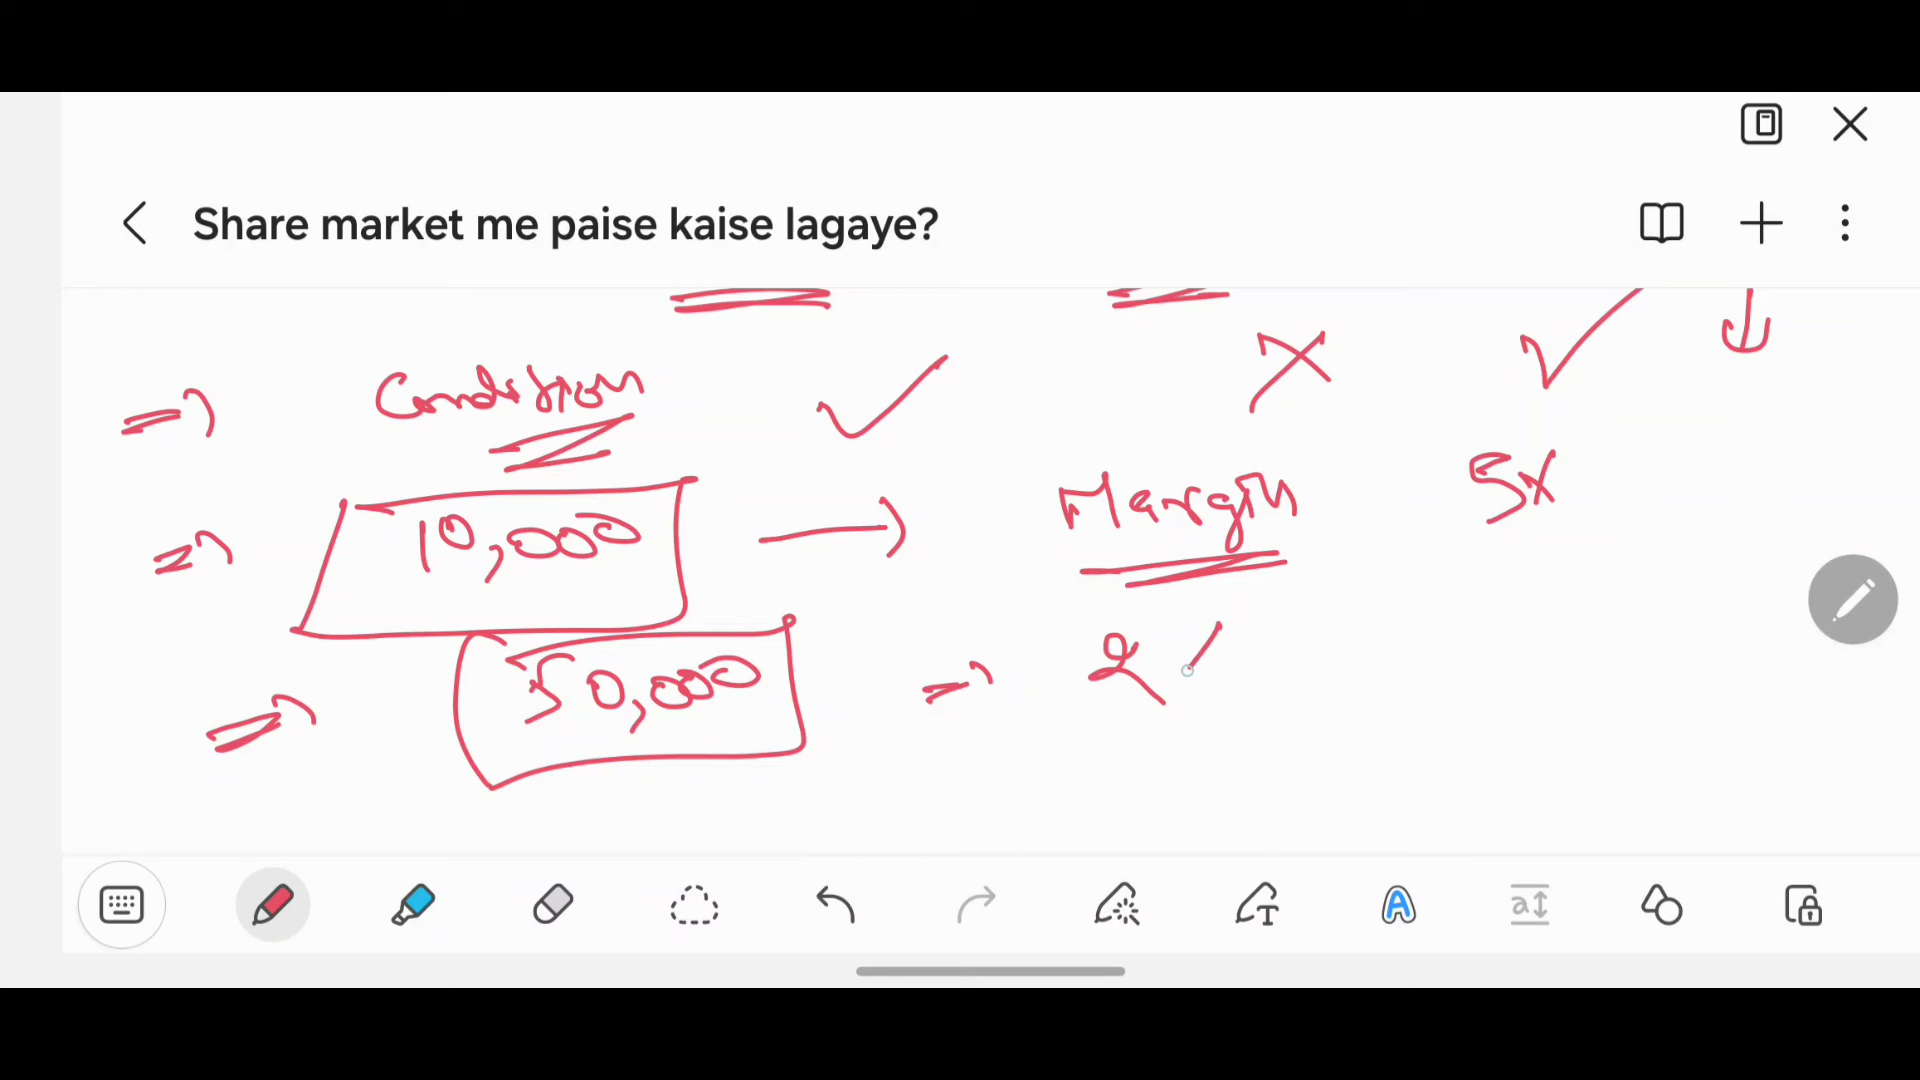 Share market me paise kaise lagaye?
=> Condition ✓ X ✓ ↓
=> 10,000 → Margin 5x
=> 50,000 => 2